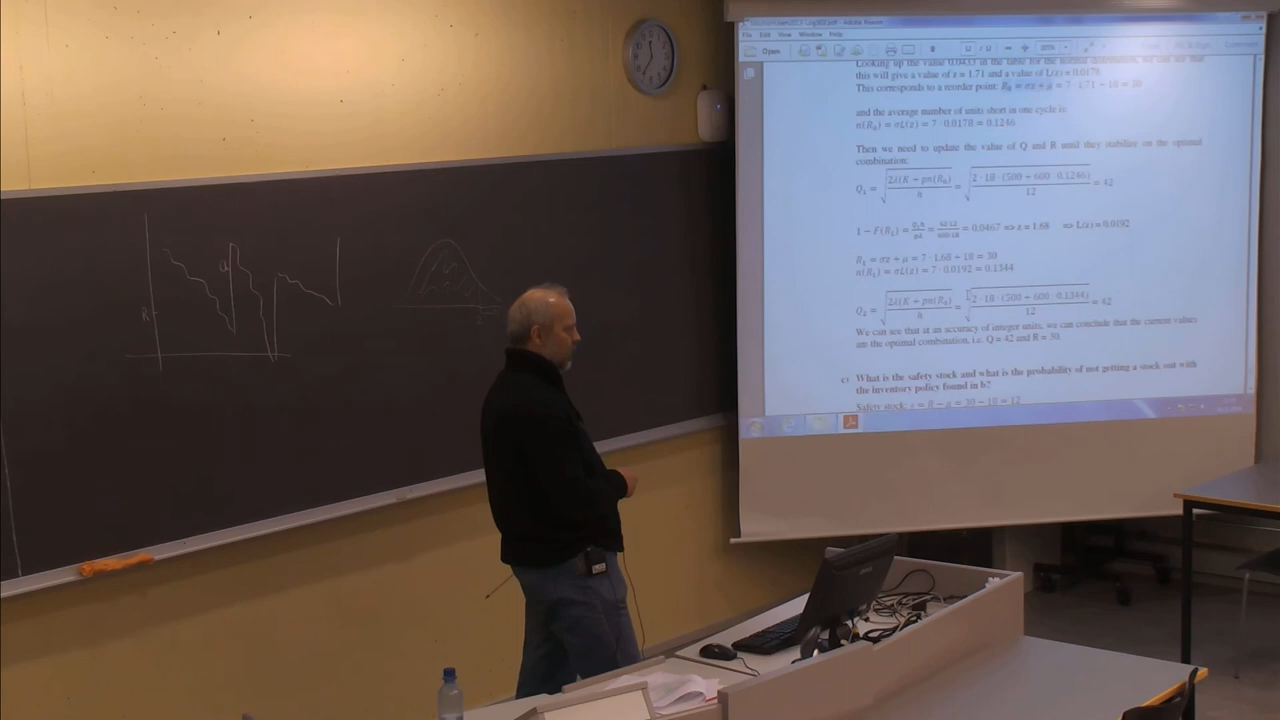 R
a
z
File Edit View Window Help
Open
Looking up the value 0.0433 in the table for the normal distribution, we can see that
this will give a value of z = 1.71 and a value of L(z) = 0.0178
This corresponds to a reorder point: R₀ = σz + μ = 7 · 1.71 + 18 = 30
and the average number of units short in one cycle is:
n(R₀) = σL(z) = 7 · 0.0178 = 0.1246
Then we need to update the value of Q and R until they stabilize on the optimal
combination:
Q₁ = √(2λ(K + pn(R₀)) / h) = √(2 · 18 · (500 + 600 · 0.1246) / 12) = 42
1 − F(R₁) = Q₁h / pλ = 42·12 / 600·18 = 0.0467 => z = 1.68 => L(z) = 0.0192
R₁ = σz + μ = 7 · 1.68 + 18 = 30
n(R₁) = σL(z) = 7 · 0.0192 = 0.1344
Q₂ = √(2λ(K + pn(R₀)) / h) = √(2 · 18 · (500 + 600 · 0.1344) / 12) = 42
We can see that at an accuracy of integer units, we can conclude that the current values
are the optimal combination, i.e. Q = 42 and R = 30.
c) What is the safety stock and what is the probability of not getting a stock out with
the inventory policy found in b?
Safety stock: s = R − μ = 30 − 18 = 12